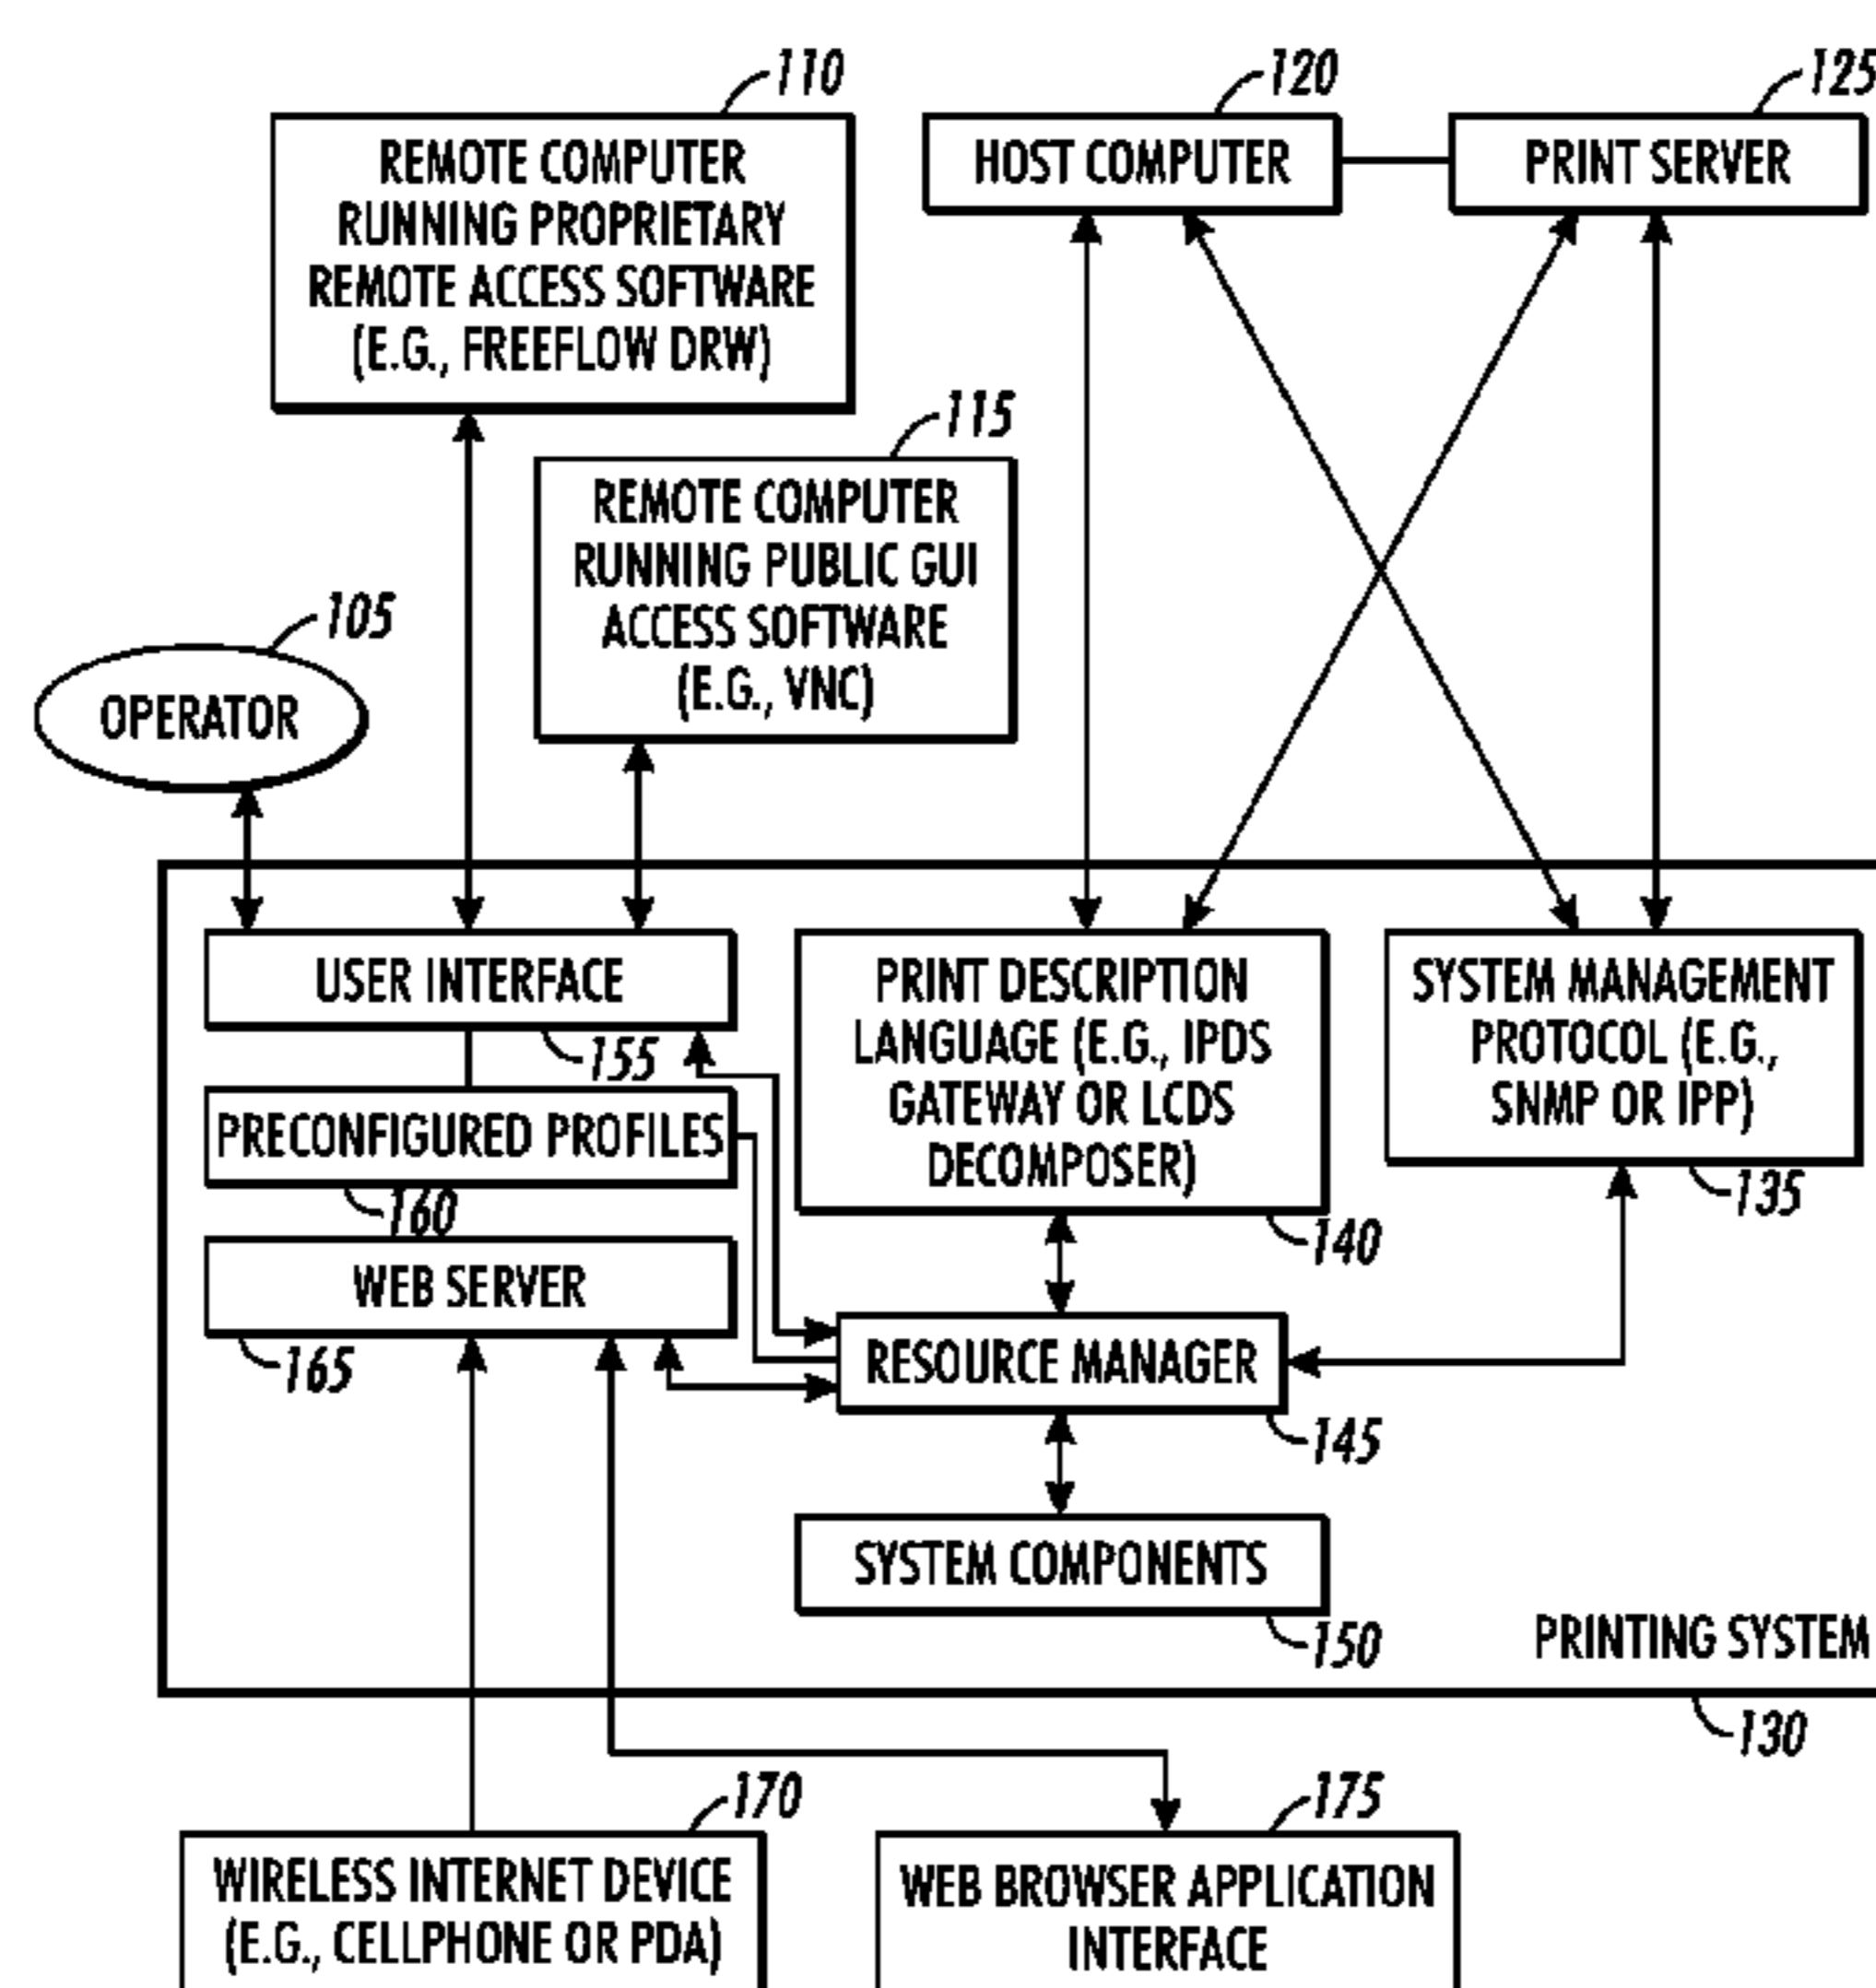 110
120
125
REMOTE COMPUTER
RUNNING PROPRIETARY
REMOTE ACCESS SOFTWARE
(E.G., FREEFLOW DRW)
HOST COMPUTER
PRINT SERVER
115
REMOTE COMPUTER
RUNNING PUBLIC GUI
ACCESS SOFTWARE
(E.G., VNC)
105
OPERATOR
USER INTERFACE
155
PRECONFIGURED PROFILES
160
WEB SERVER
165
PRINT DESCRIPTION
LANGUAGE (E.G., IPDS
GATEWAY OR LCDS
DECOMPOSER)
140
SYSTEM MANAGEMENT
PROTOCOL (E.G.,
SNMP OR IPP)
135
RESOURCE MANAGER
145
SYSTEM COMPONENTS
150
PRINTING SYSTEM
130
170
WIRELESS INTERNET DEVICE
(E.G., CELLPHONE OR PDA)
175
WEB BROWSER APPLICATION
INTERFACE